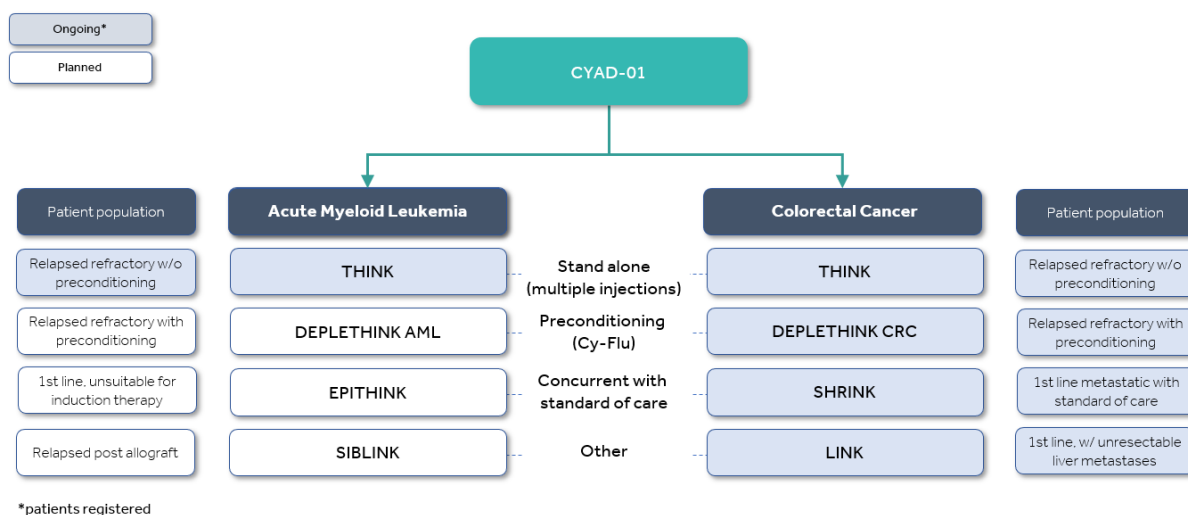 Ongoing*
Planned
CYAD-01
Patient population
Acute Myeloid Leukemia
Colorectal Cancer
Patient population
Relapsed refractory w/o
preconditioning
THINK
Stand alone
(multiple injections)
THINK
Relapsed refractory w/o
preconditioning
Relapsed refractory with
preconditioning
DEPLETHINK AML
Preconditioning
(Cy-Flu)
DEPLETHINK CRC
Relapsed refractory with
preconditioning
1st line, unsuitable for
induction therapy
EPITHINK
Concurrent with
standard of care
SHRINK
1st line metastatic with
standard of care
Relapsed post allograft
SIBLINK
Other
LINK
1st line, w/ unresectable
liver metastases
*patients registered